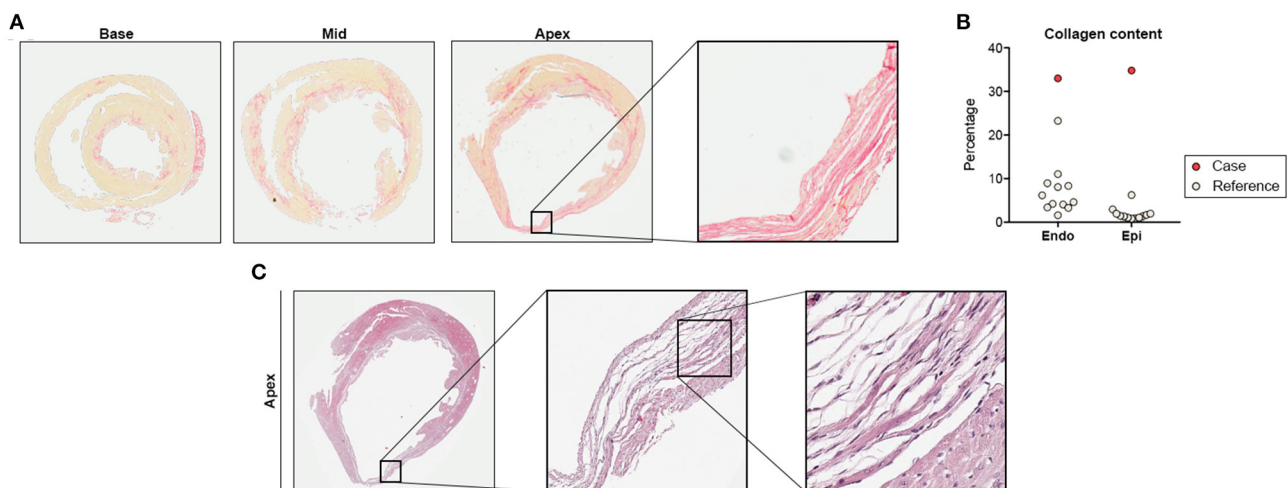 A
Base
Mid
Apex
B
Collagen content
Percentage
40
30
20
10
0
Endo
Epi
Case
Reference
C
Apex